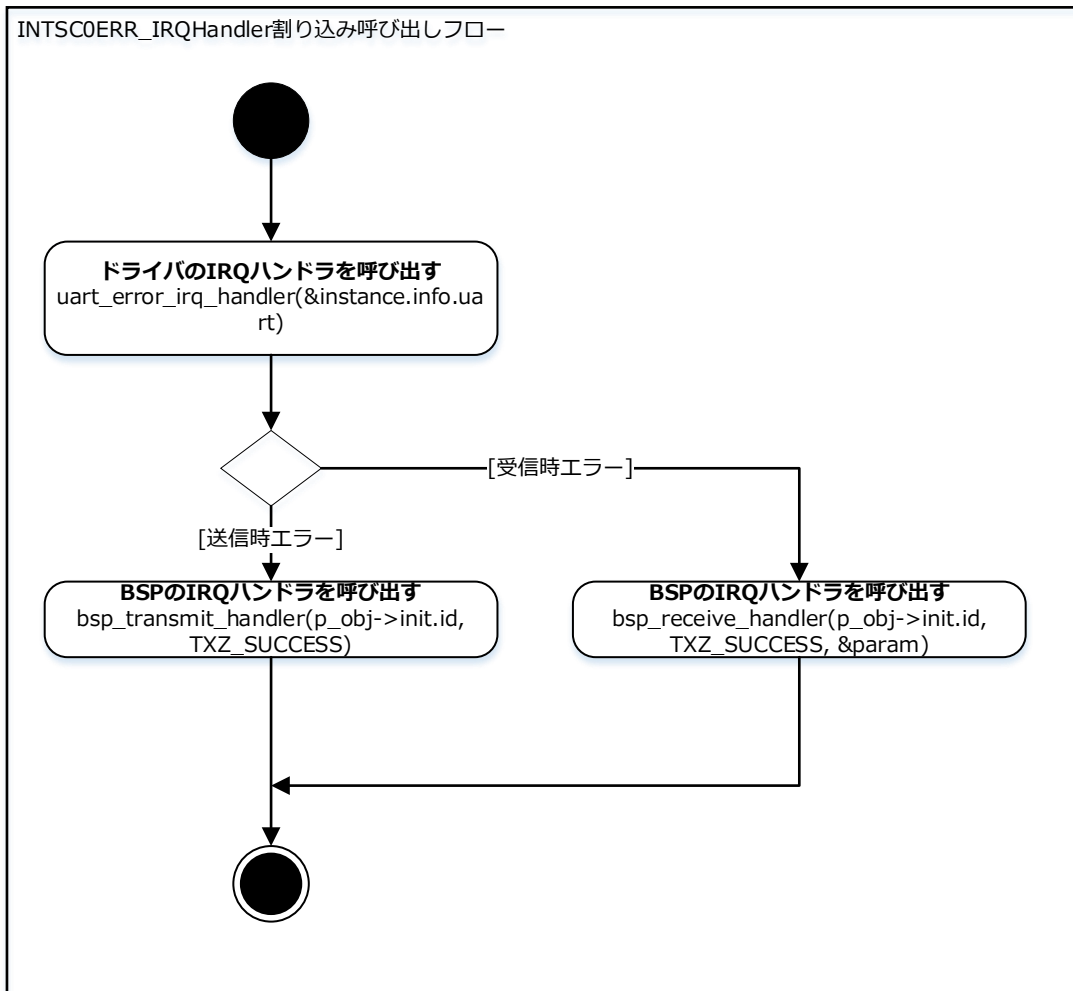 INTSC0ERR_IRQHandler割り込み呼び出しフロー
ドライバのIRQハンドラを呼び出す
uart_error_irq_handler(&instance.info.ua
rt)
[受信時エラー]
[送信時エラー]
BSPのIRQハンドラを呼び出す
bsp_transmit_handler(p_obj->init.id,
TXZ_SUCCESS)
BSPのIRQハンドラを呼び出す
bsp_receive_handler(p_obj->init.id,
TXZ_SUCCESS, &param)